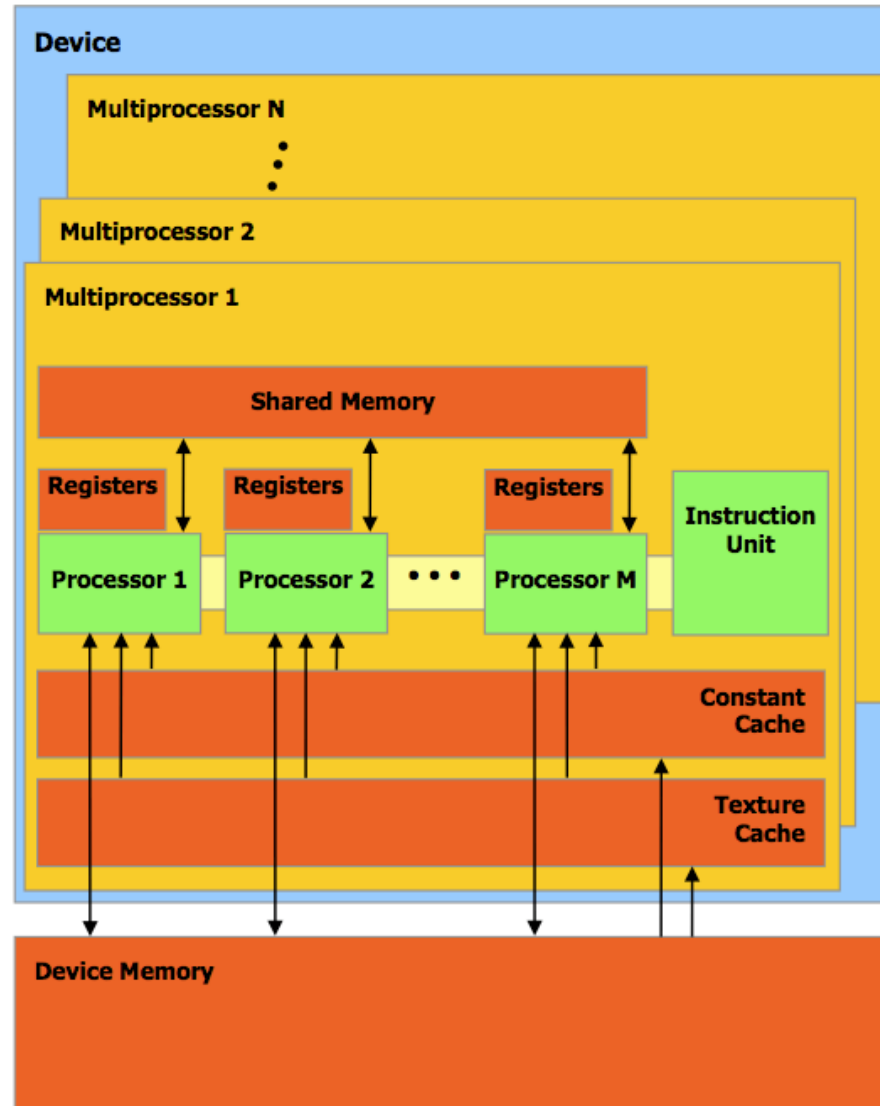 Device
Multiprocessor N
Multiprocessor 2
Multiprocessor 1
Shared Memory
Registers
Registers
Registers
Instruction
Unit
Processor 1
Processor 2
Processor M
Constant
Cache
Texture
Cache
Device Memory